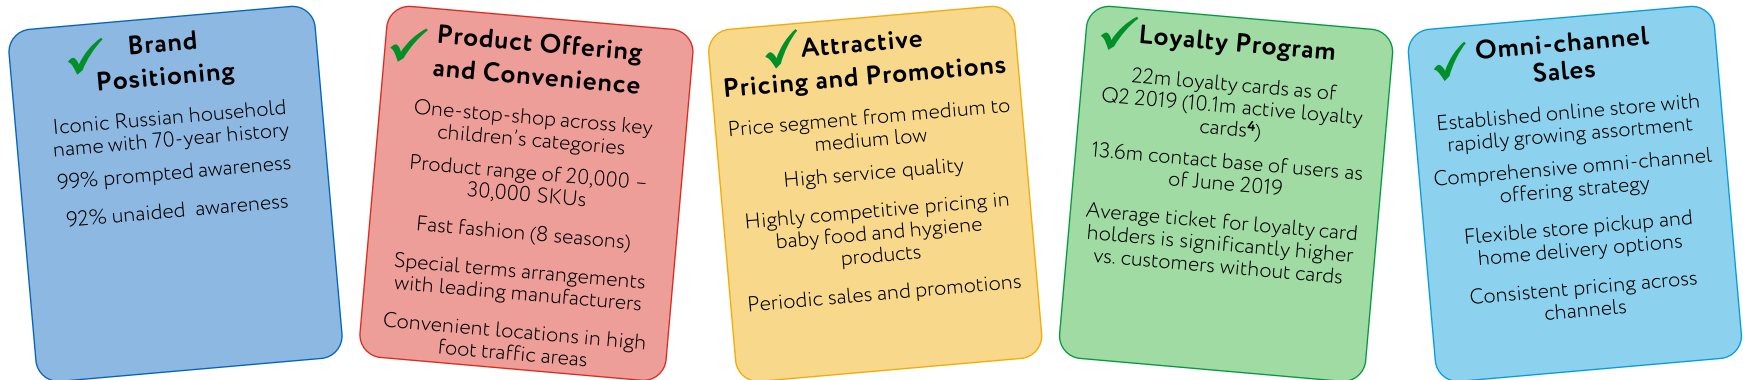 Brand
Positioning
Iconic Russian household
name with 70-year history
99% prompted awareness
92% unaided awareness
Product Offering
and Convenience
One-stop-shop across key
children's categories
Product range of 20,000 –
30,000 SKUs
Fast fashion (8 seasons)
Special terms arrangements
with leading manufacturers
Convenient locations in high
foot traffic areas
Attractive
Pricing and Promotions
Price segment from medium to
medium low
High service quality
Highly competitive pricing in
baby food and hygiene
products
Periodic sales and promotions
Loyalty Program
22m loyalty cards as of
Q2 2019 (10.1m active loyalty
cards⁴)
13.6m contact base of users as
of June 2019
Average ticket for loyalty card
holders is significantly higher
vs. customers without cards
Omni-channel
Sales
Established online store with
rapidly growing assortment
Comprehensive omni-channel
offering strategy
Flexible store pickup and
home delivery options
Consistent pricing across
channels